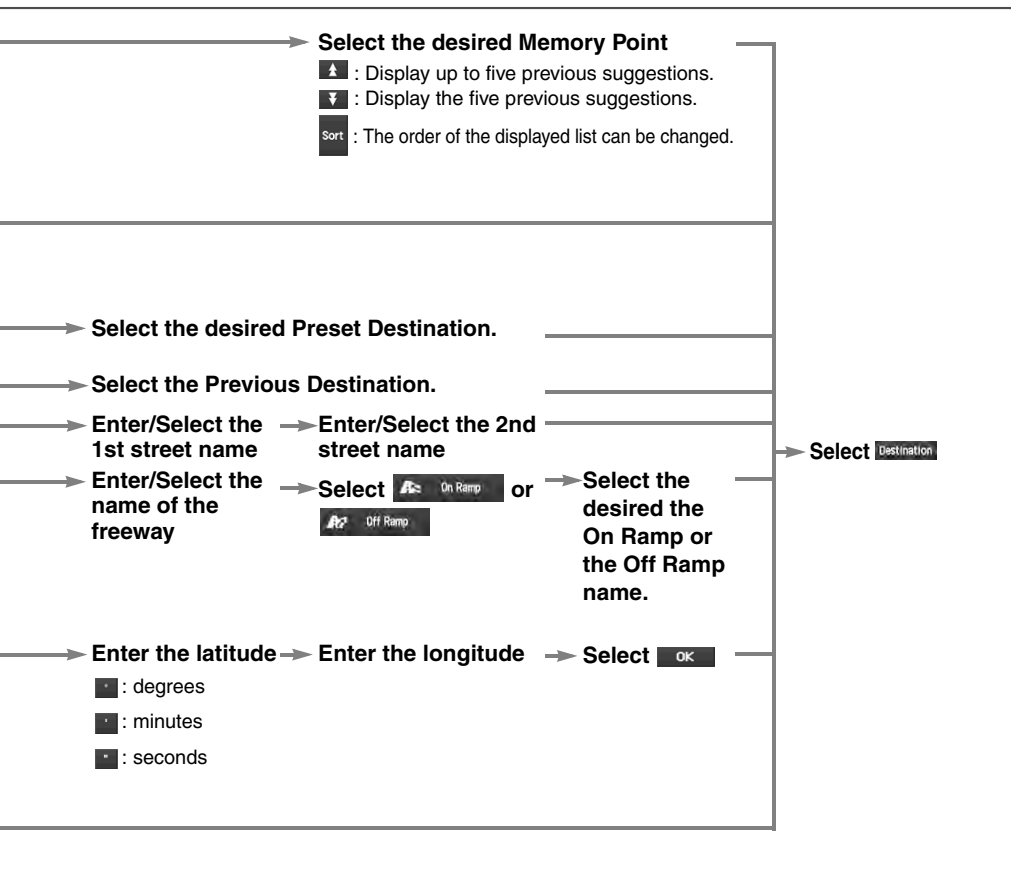 Select the desired Memory Point
: Display up to five previous suggestions.
: Display the five previous suggestions.
Sort : The order of the displayed list can be changed.
Select the desired Preset Destination.
Select the Previous Destination.
Enter/Select the
1st street name
Enter/Select the 2nd
street name
Enter/Select the
name of the
freeway
Select On Ramp or
Off Ramp
Select the
desired the
On Ramp or
the Off Ramp
name.
Select Destination
Enter the latitude
° : degrees
' : minutes
" : seconds
Enter the longitude
Select OK